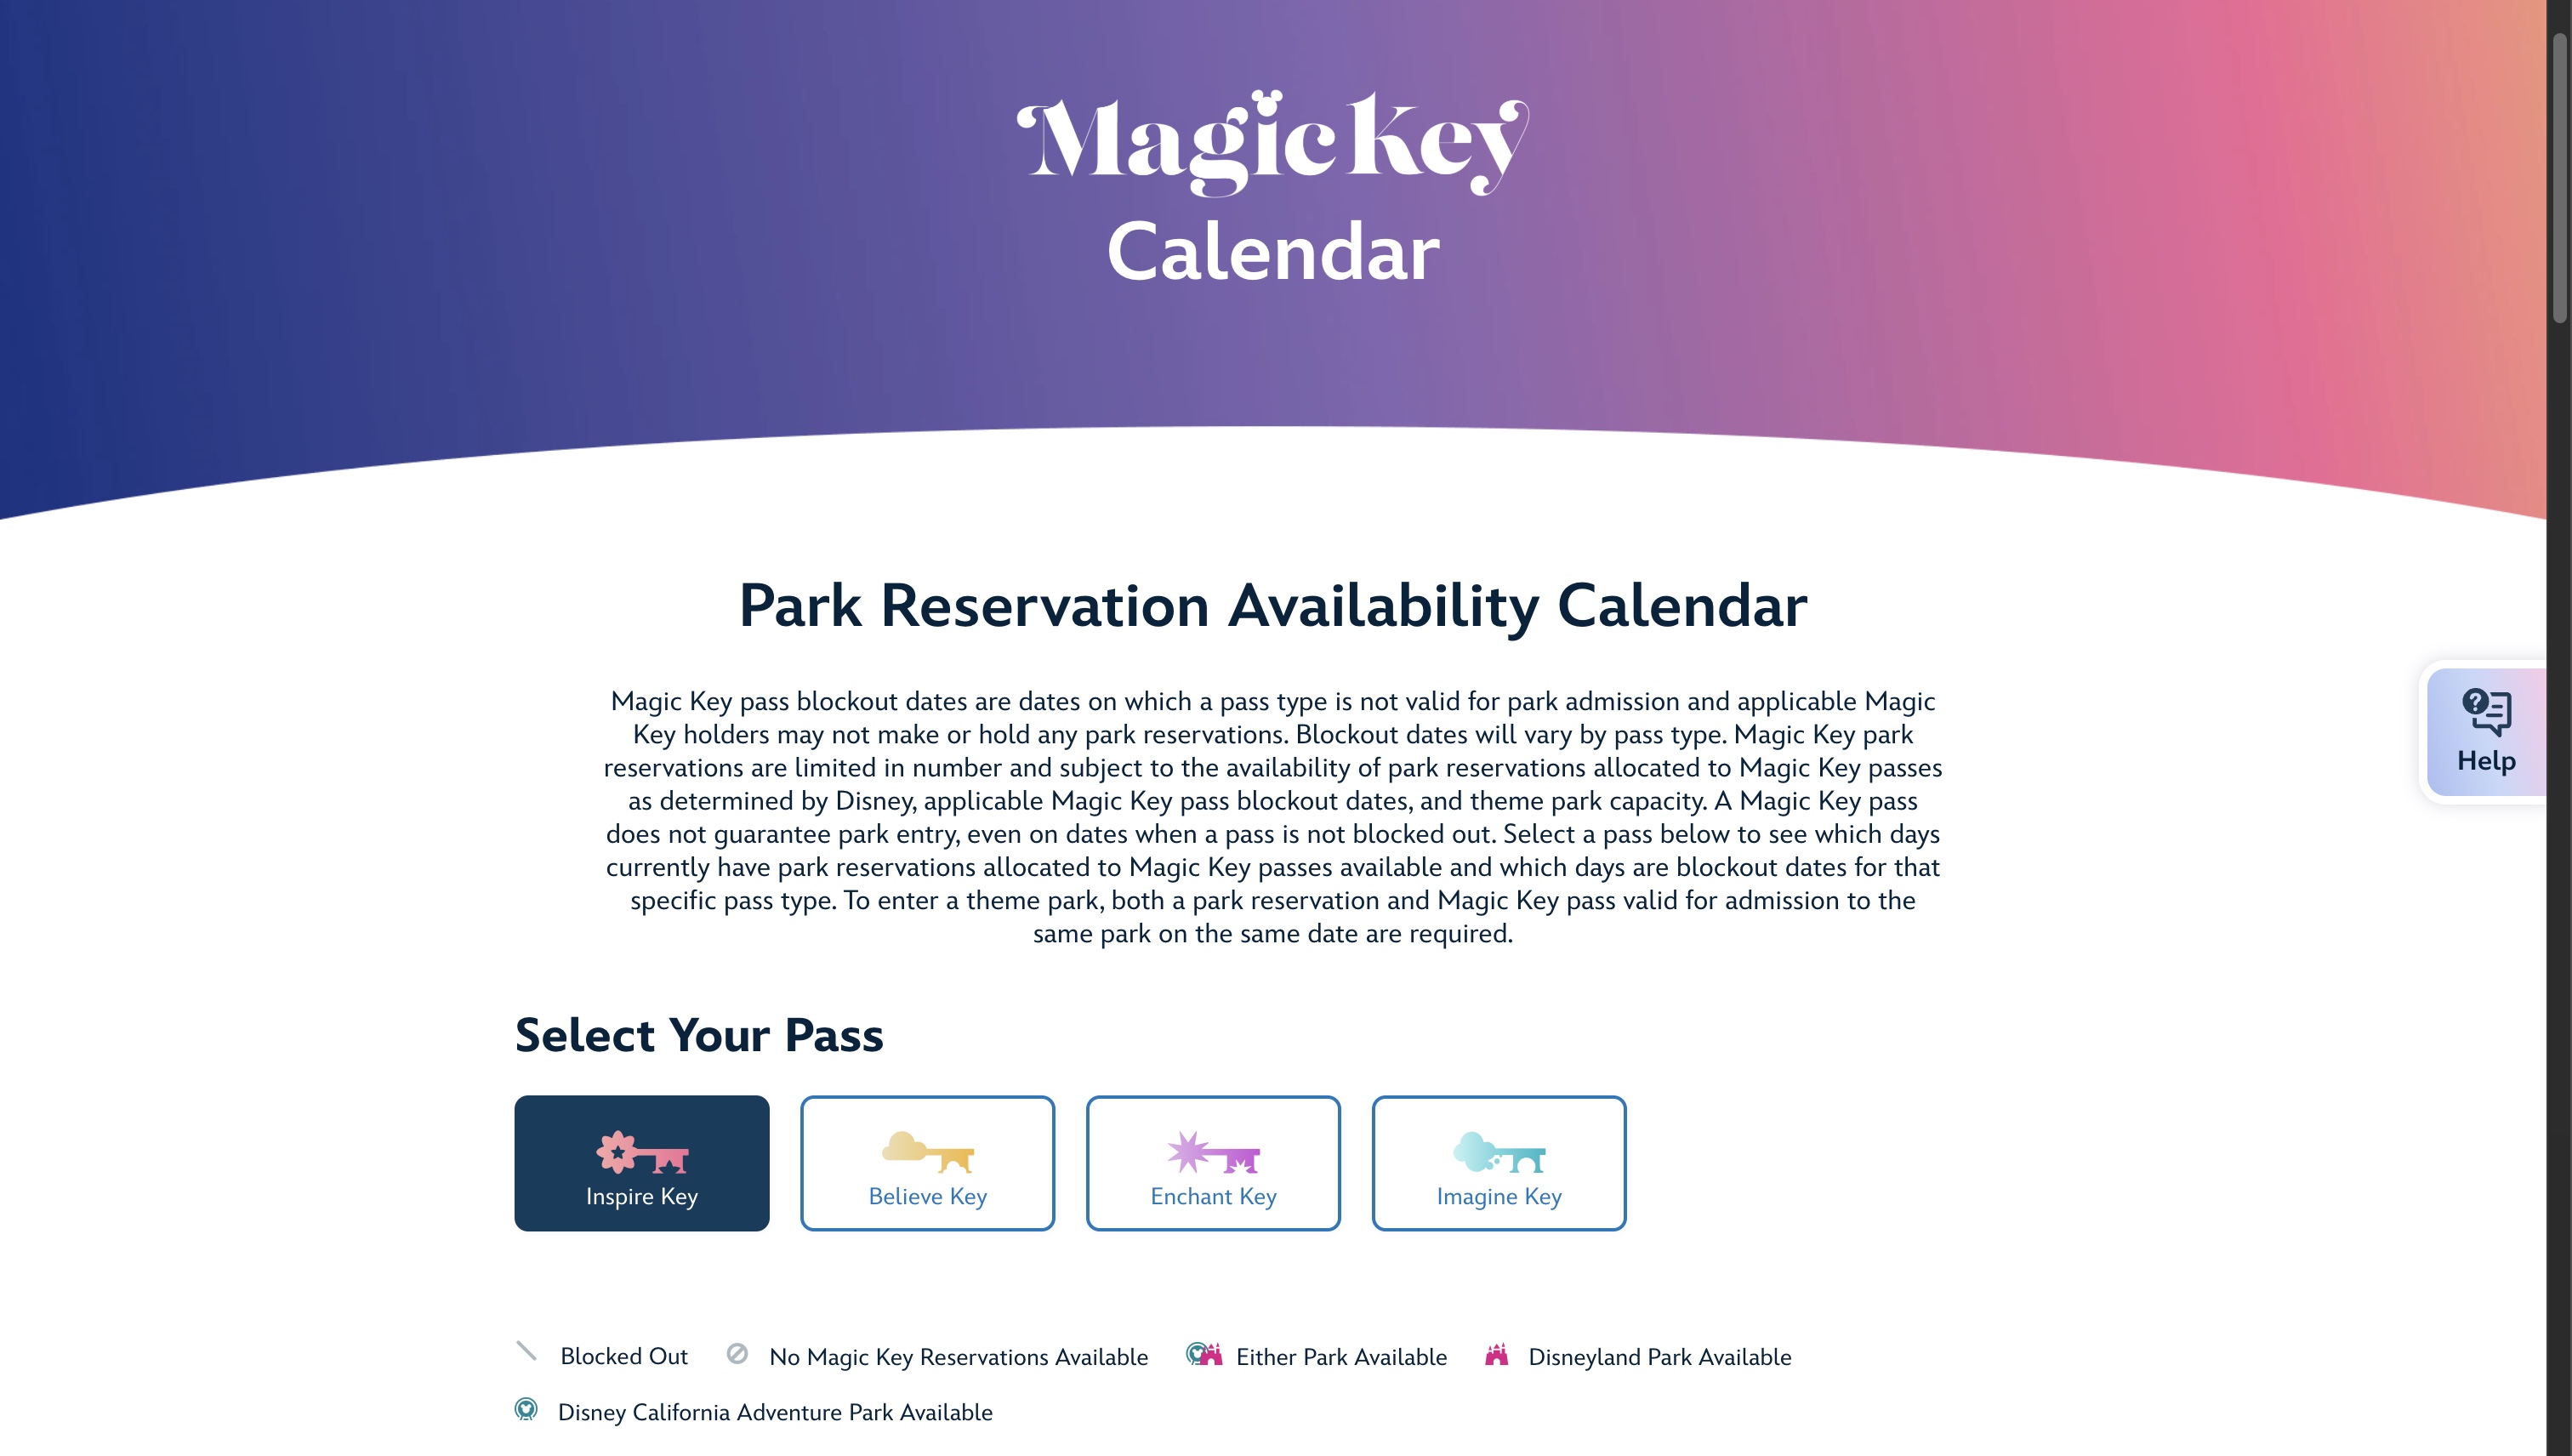 Magic Key
Calendar
Park Reservation Availability Calendar
Magic Key pass blockout dates are dates on which a pass type is not valid for park admission and applicable Magic
Key holders may not make or hold any park reservations. Blockout dates will vary by pass type. Magic Key park
reservations are limited in number and subject to the availability of park reservations allocated to Magic Key passes
as determined by Disney, applicable Magic Key pass blockout dates, and theme park capacity. A Magic Key pass
does not guarantee park entry, even on dates when a pass is not blocked out. Select a pass below to see which days
currently have park reservations allocated to Magic Key passes available and which days are blockout dates for that
specific pass type. To enter a theme park, both a park reservation and Magic Key pass valid for admission to the
same park on the same date are required.
Help
Select Your Pass
Inspire Key
Believe Key
Enchant Key
Imagine Key
Blocked Out
No Magic Key Reservations Available
Either Park Available
Disneyland Park Available
Disney California Adventure Park Available